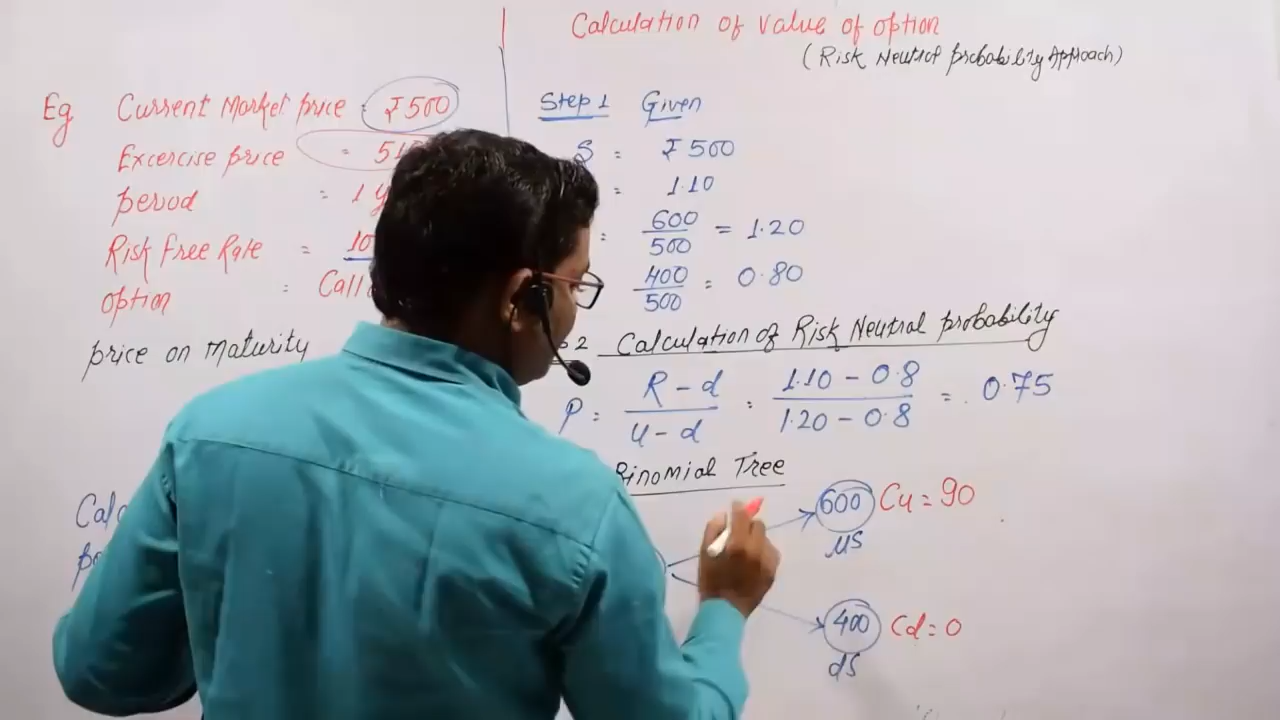 Calculation of value of option
(Risk Neutral probability Approach)
Eg Current Market price = ₹500
Excercise price = 51
period = 1 y
Risk Free Rate = 10
option = Call
price on maturity
Step 1 Given
S = ₹500
= 1.10
= 600/500 = 1.20
400/500 = 0.80
2 Calculation of Risk Neutral probability
P = R-d/u-d = 1.10-0.8/1.20-0.8 = 0.75
Binomial Tree
600 Cu = 90
uS
400 Cd = 0
dS